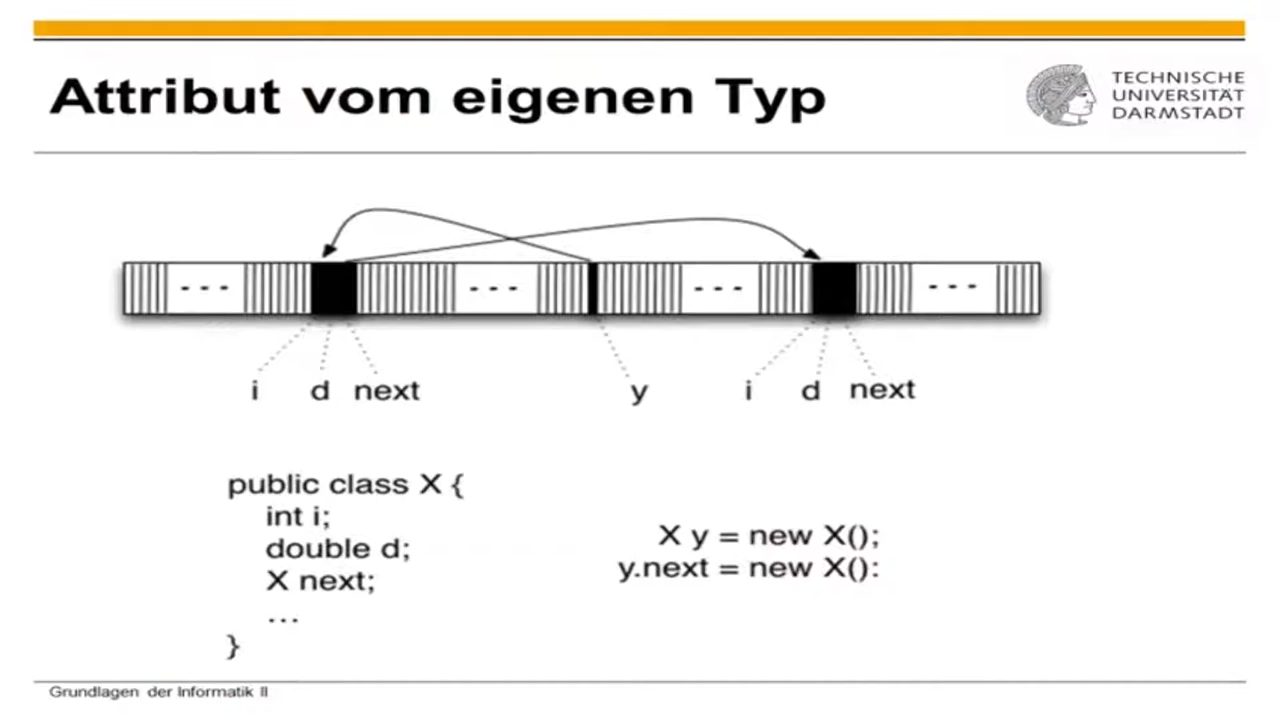 Attribut vom eigenen Typ
TECHNISCHE
UNIVERSITÄT
DARMSTADT
- - - - - - - - - - - -
i d next y i d next
public class X {
int i;
double d;
X next;
...
}
X y = new X();
y.next = new X():
Grundlagen der Informatik II